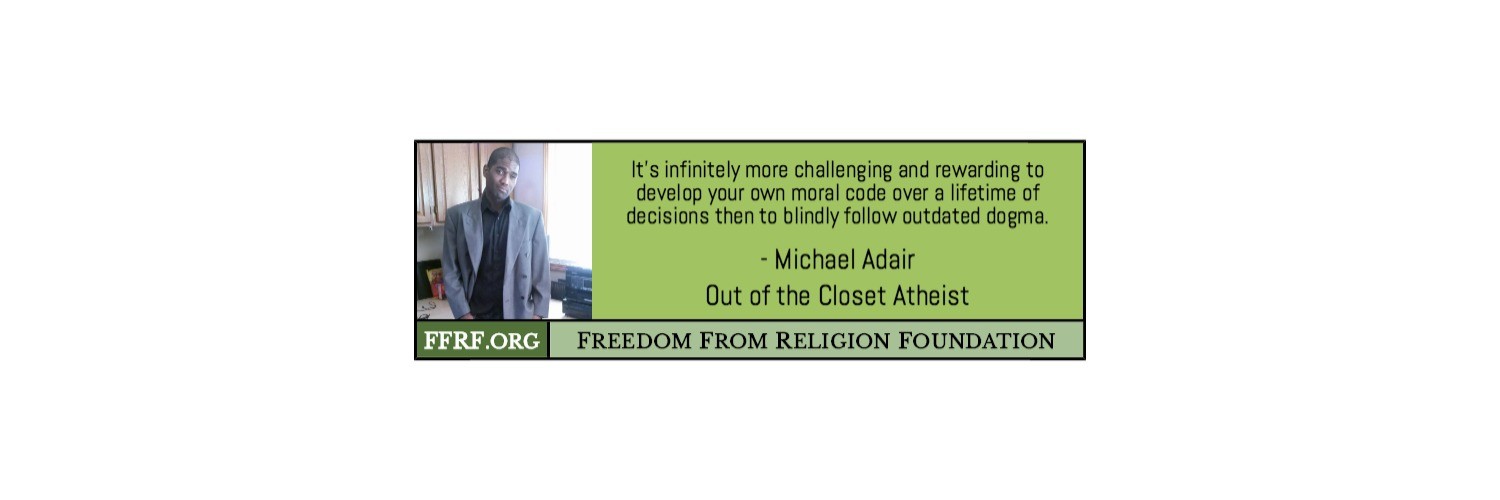 It's infinitely more challenging and rewarding to
develop your own moral code over a lifetime of
decisions then to blindly follow outdated dogma.
- Michael Adair
Out of the Closet Atheist
FFRF.ORG
FREEDOM FROM RELIGION FOUNDATION